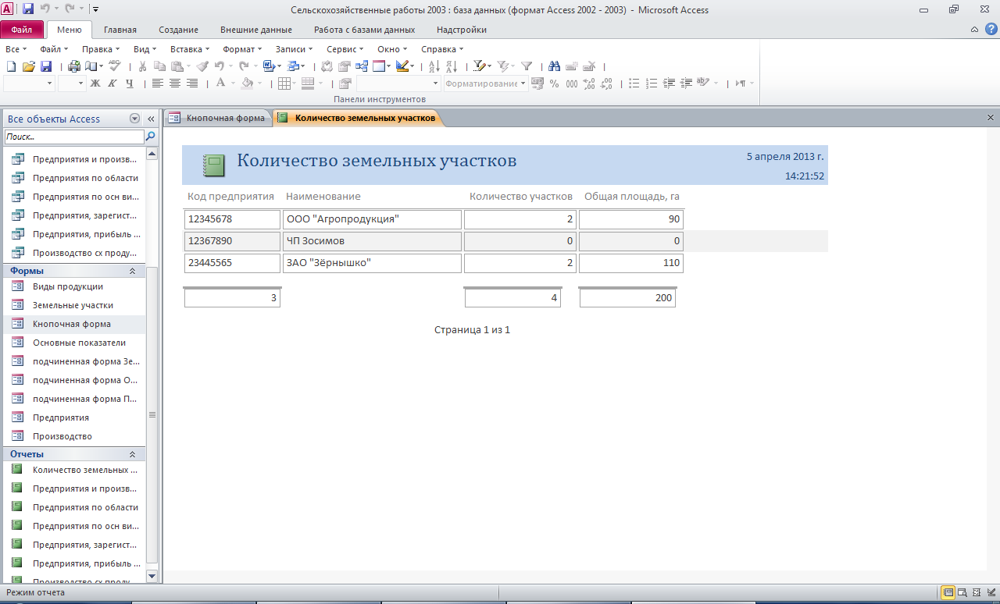 Сельскохозяйственные работы 2003 : база данных (формат Access 2002 - 2003) - Microsoft Access
Файл Меню Главная Создание Внешние данные Работа с базами данных Надстройки
Все Файл Правка Вид Вставка Формат Записи Сервис Окно Справка
Ж К Ч A Форматирование % 000
Панели инструментов
Все объекты Access
Поиск...
Предприятия и произв...
Предприятия по области
Предприятия по осн ви...
Предприятия, зарегист...
Предприятия, прибыль ...
Производство сх проду...
Формы
Виды продукции
Земельные участки
Кнопочная форма
Основные показатели
подчиненная форма Зе...
подчиненная форма О...
подчиненная форма П...
Предприятия
Производство
Отчеты
Количество земельных ...
Предприятия и произв...
Предприятия по области
Предприятия по осн ви...
Предприятия, зарегист...
Предприятия, прибыль ...
Производство сх проду...
Кнопочная форма Количество земельных участков
Количество земельных участков
5 апреля 2013 г.
14:21:52
Код предприятия Наименование Количество участков Общая площадь, га
12345678 ООО "Агропродукция" 2 90
12367890 ЧП Зосимов 0 0
23445565 ЗАО "Зёрнышко" 2 110
3 4 200
Страница 1 из 1
Режим отчета